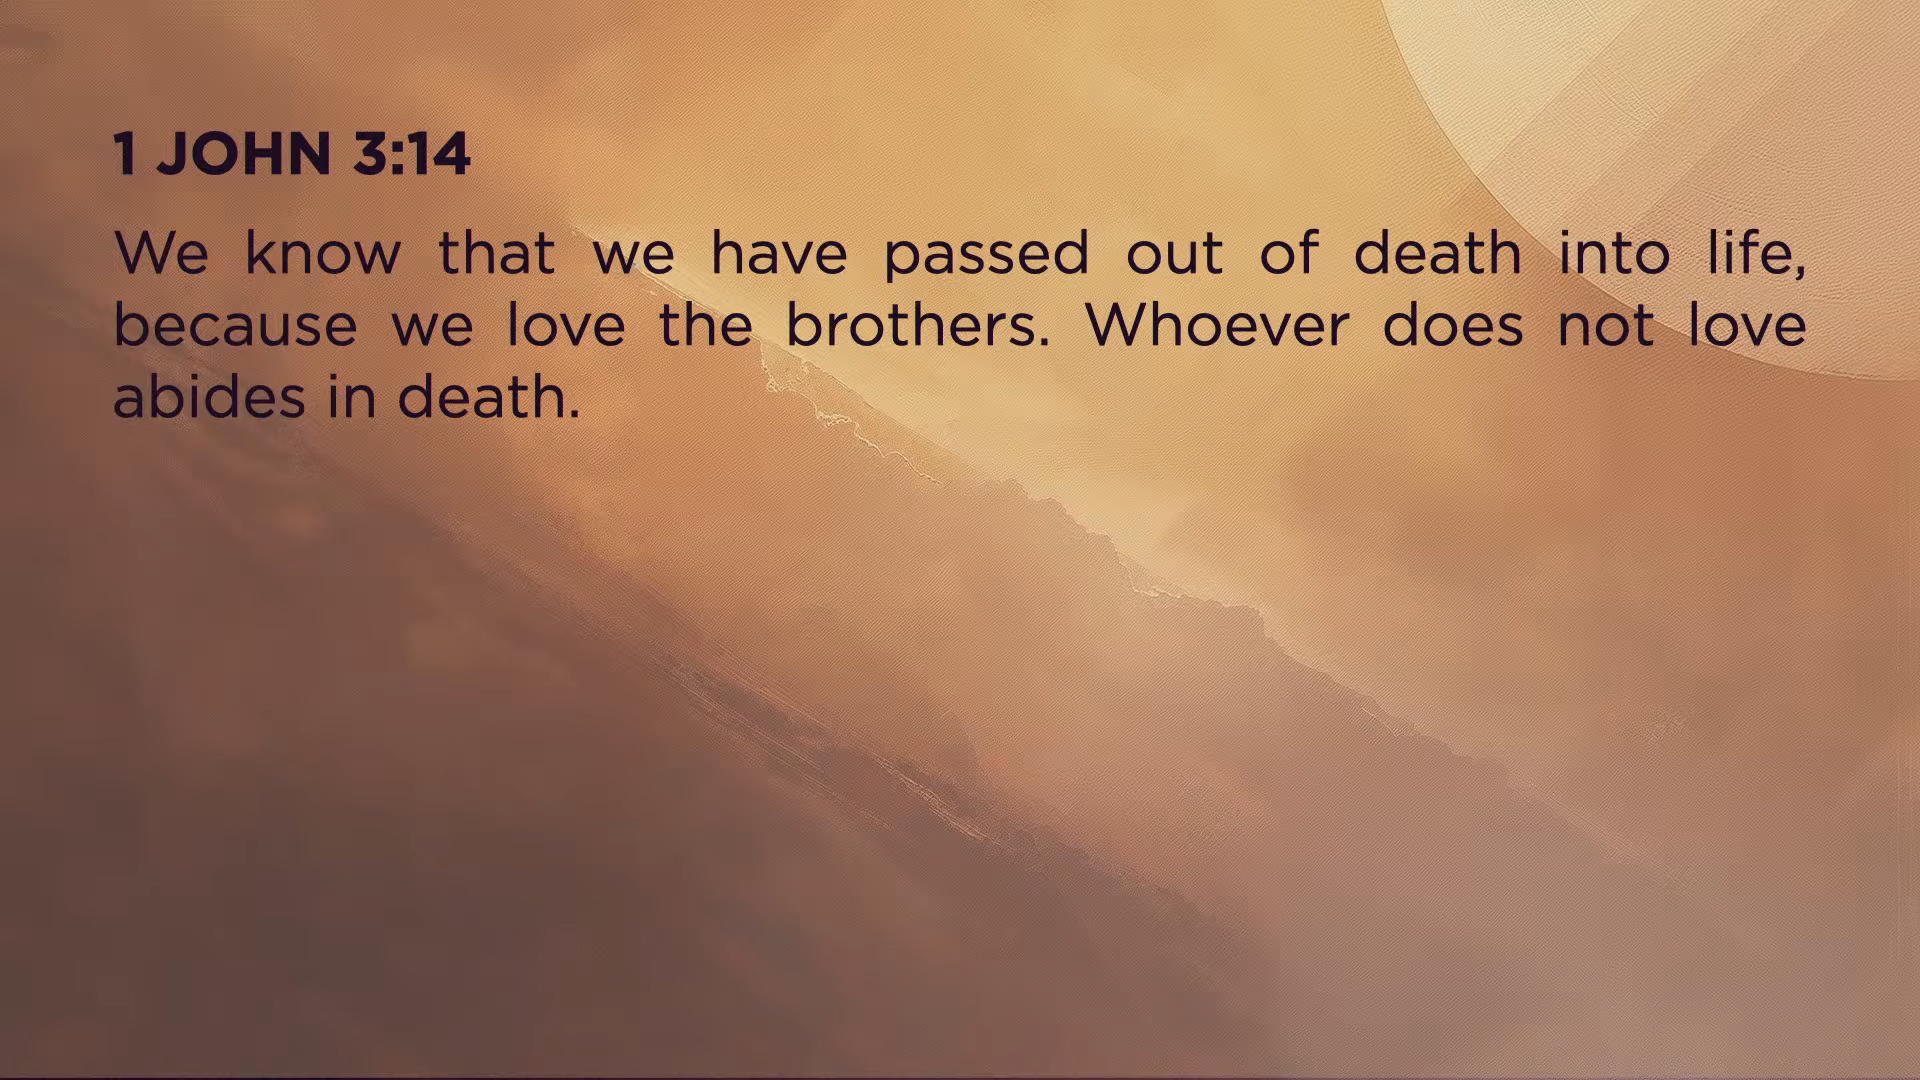 1 JOHN 3:14
We know that we have passed out of death into life,
because we love the brothers. Whoever does not love
abides in death.